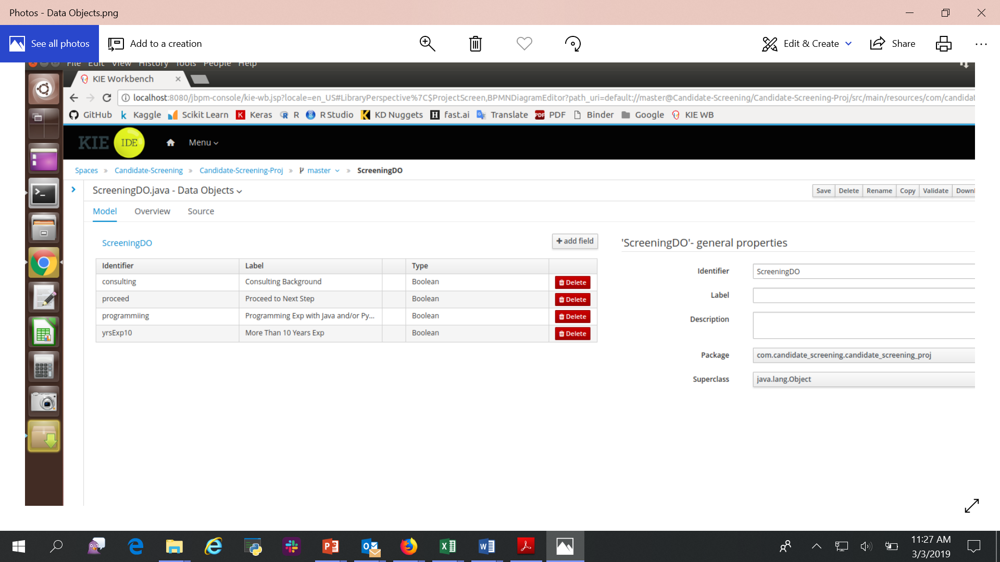 Photos - Data Objects.png
See all photos
Add to a creation
Edit & Create
Share
File Edit View History Tools People Help
KIE Workbench
localhost:8080/jbpm-console/kie-wb.jsp?locale=en_US#LibraryPerspective%7C$ProjectScreen,BPMNDiagramEditor?path_uri=default://master@Candidate-Screening/Candidate-Screening-Proj/src/main/resources/com/candidat
GitHub k Kaggle Scikit Learn K Keras R R R RStudio KD Nuggets H fast.ai Translate PDF PDF Binder Google KIE WB
KIE IDE Menu
Spaces » Candidate-Screening » Candidate-Screening-Proj » master » ScreeningDO
ScreeningDO.java - Data Objects
Save Delete Rename Copy Validate Downl
Model Overview Source
ScreeningDO
+ add field
Identifier Label Type
consulting Consulting Background Boolean Delete
proceed Proceed to Next Step Boolean Delete
programmiing Programming Exp with Java and/or Py... Boolean Delete
yrsExp10 More Than 10 Years Exp Boolean Delete
'ScreeningDO'- general properties
Identifier ScreeningDO
Label
Description
Package com.candidate_screening.candidate_screening_proj
Superclass java.lang.Object
11:27 AM
3/3/2019